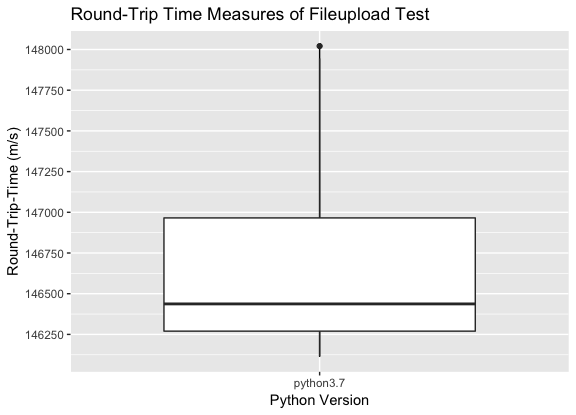 Round-Trip Time Measures of Fileupload Test
Round-Trip-Time (m/s)
148000
147750
147500
147250
147000
146750
146500
146250
python3.7
Python Version